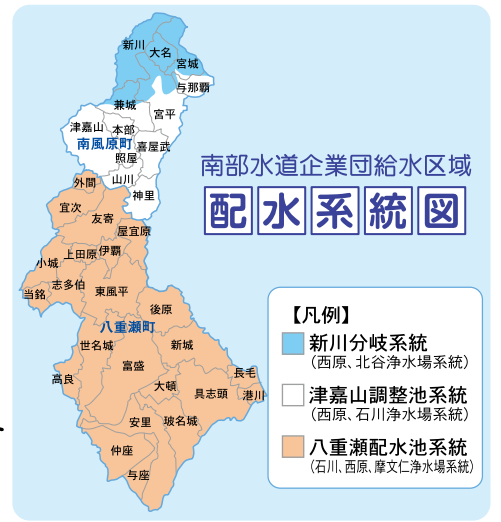 新川
大名
宮城
与那覇
兼城
宮平
津嘉山
本部
南風原町
喜屋武
照屋
山川
神里
外間
宜次
友寄
屋宜原
上田原
伊覇
小城
志多伯
当銘
東風平
後原
八重瀬町
世名城
新城
富盛
高良
大頓
長毛
具志頭
港川
安里
玻名城
仲座
与座
南部水道企業団給水区域
配水系統図
【凡例】
新川分岐系統
(西原、北谷浄水場系統)
津嘉山調整池系統
(西原、石川浄水場系統)
八重瀬配水池系統
(石川、西原、摩文仁浄水場系統)